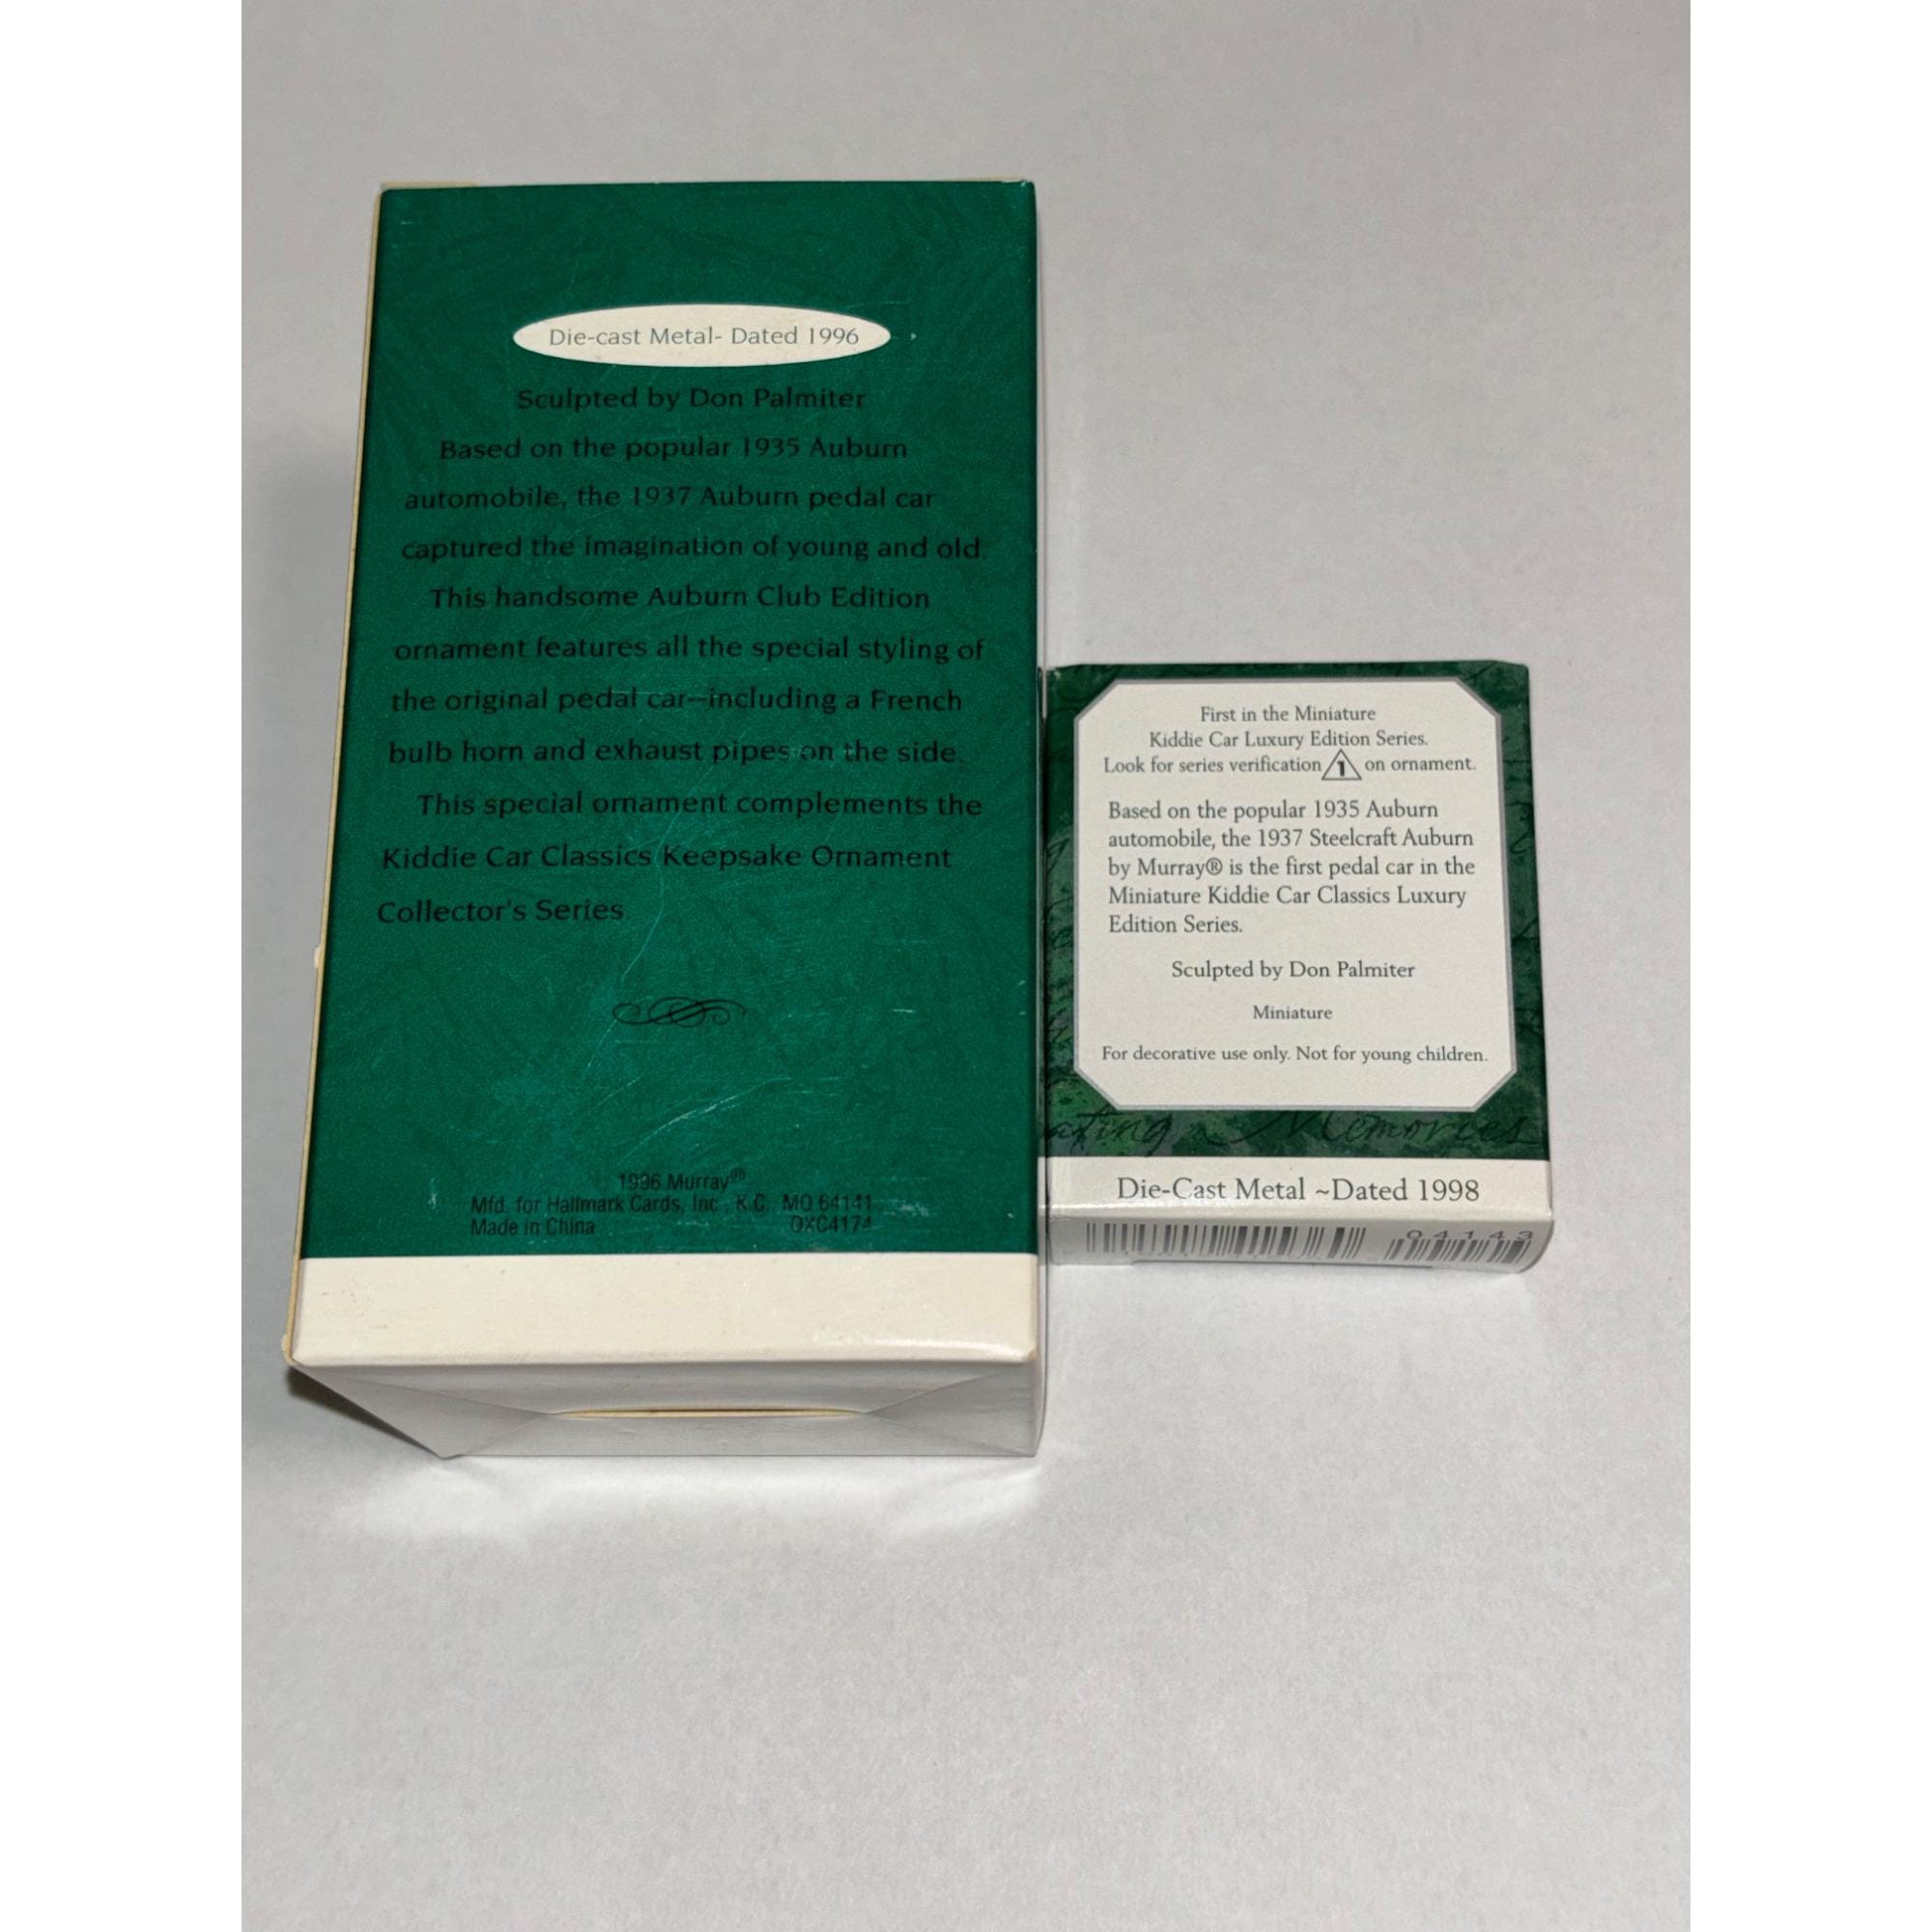 Die-cast Metal- Dated 1996
Sculpted by Don Palmiter
Based on the popular 1935 Auburn
automobile, the 1937 Auburn pedal car
captured the imagination of young and old.
This handsome Auburn Club Edition
ornament features all the special styling of
the original pedal car--including a French
bulb horn and exhaust pipes on the side.
This special ornament complements the
Kiddie Car Classics Keepsake Ornament
Collector's Series.
1996 Murray®
Mfd. for Hallmark Cards, Inc., K.C. MO 64141
Made in China QXC4174
First in the Miniature
Kiddie Car Luxury Edition Series.
Look for series verification 1 on ornament.
Based on the popular 1935 Auburn
automobile, the 1937 Steelcraft Auburn
by Murray® is the first pedal car in the
Miniature Kiddie Car Classics Luxury
Edition Series.
Sculpted by Don Palmiter
Miniature
For decorative use only. Not for young children.
Memories
Die-Cast Metal ~Dated 1998
04143